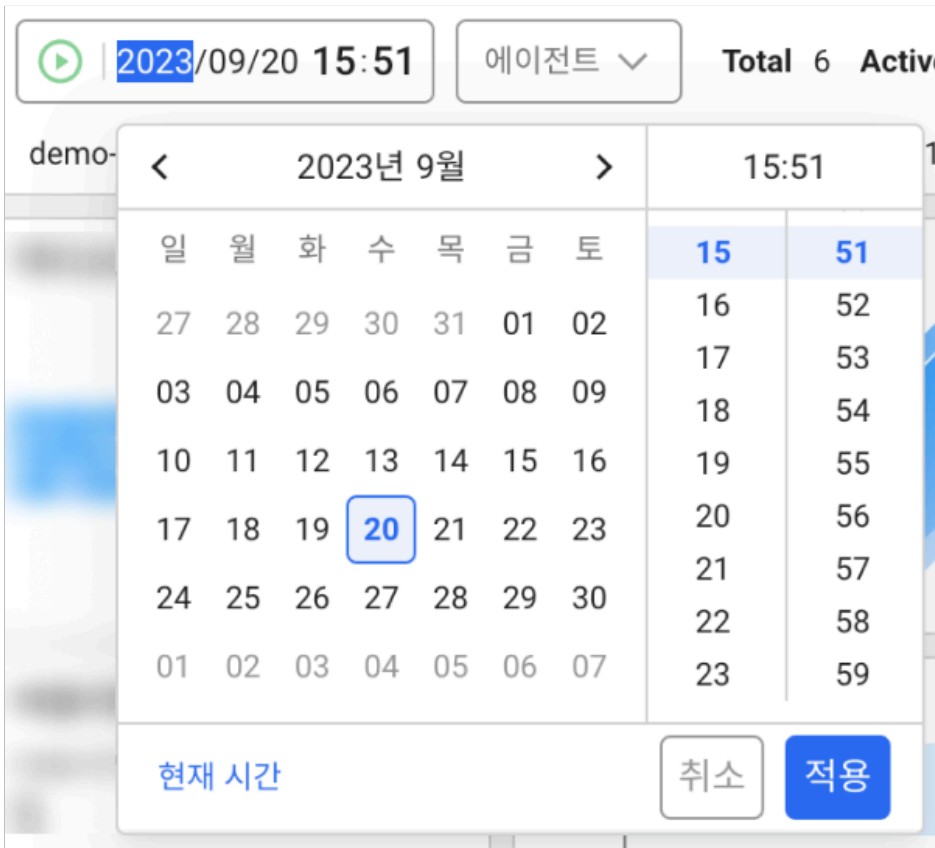 2023/09/20 15:51 에이전트 Total 6 Active
demo-
2023년 9월 15:51
일 월 화 수 목 금 토 15 51
27 28 29 30 31 01 02 16 52
03 04 05 06 07 08 09 17 53
18 54
10 11 12 13 14 15 16 19 55
17 18 19 20 21 22 23 20 56
21 57
24 25 26 27 28 29 30 22 58
01 02 03 04 05 06 07 23 59
현재 시간 취소 적용